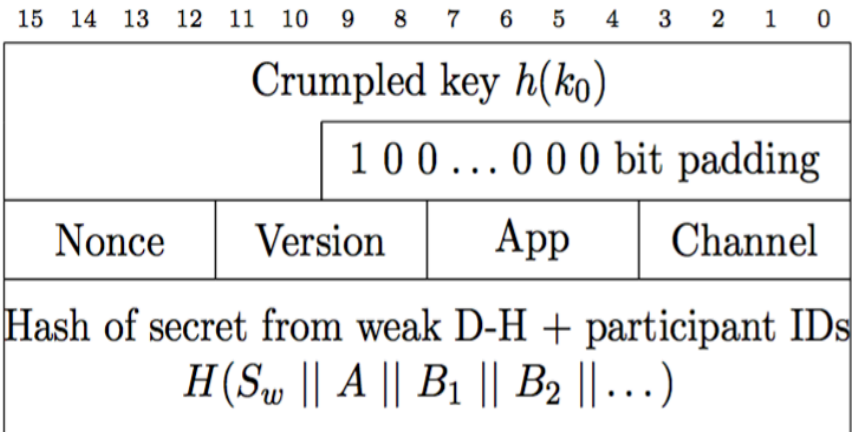 15 14 13 12 11 10 9 8 7 6 5 4 3 2 1 0
Crumpled key h(k₀)
1 0 0 . . . 0 0 0 bit padding
Nonce Version App Channel
Hash of secret from weak D-H + participant IDs
H(S_w || A || B₁ || B₂ || . . . )